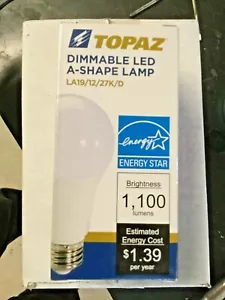 TOPAZ
DIMMABLE LED
A-SHAPE LAMP
LA19/12/27K/D
energy
ENERGY STAR
Brightness
1,100
lumens
Estimated
Energy Cost
$1.39
per year